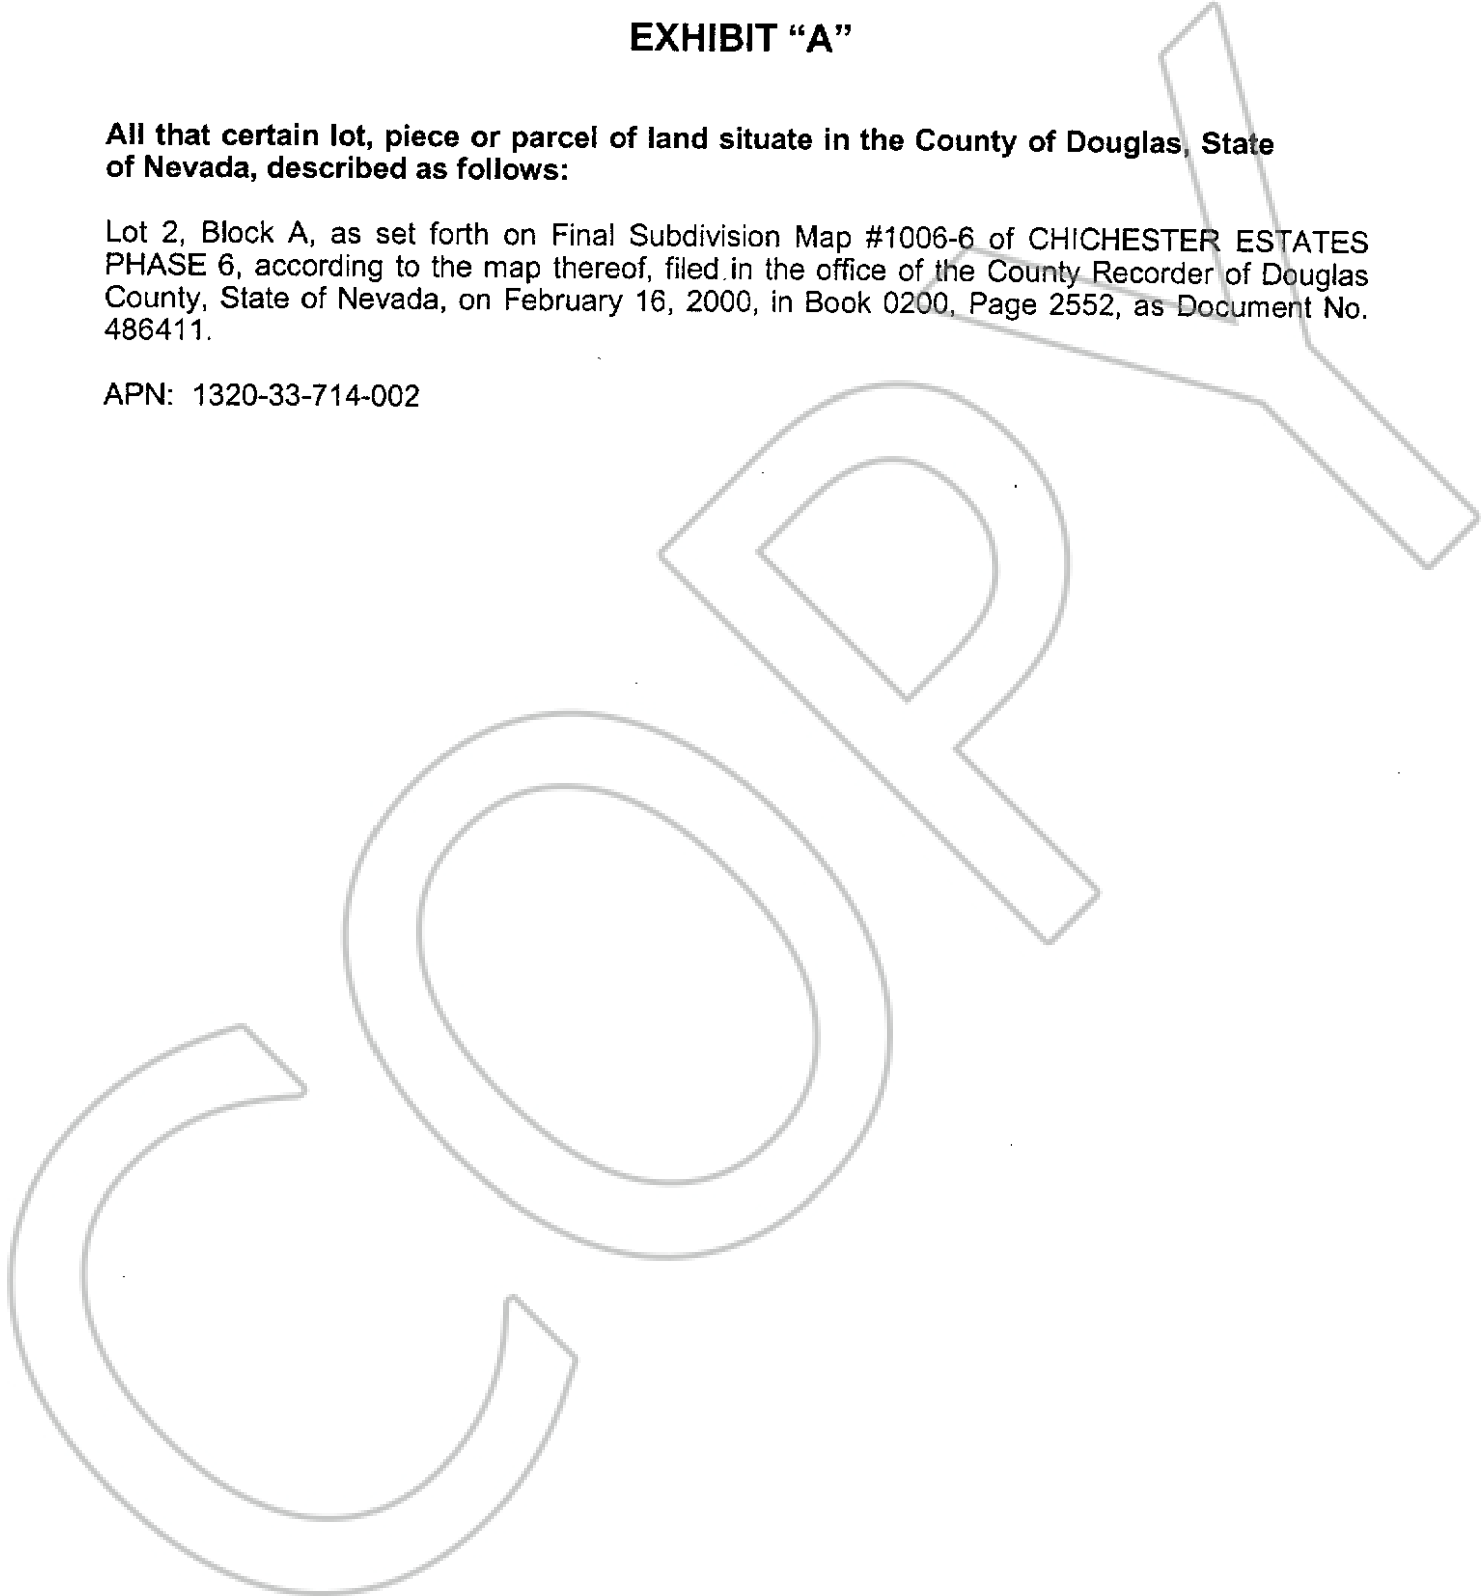 EXHIBIT “A”
All that certain lot, piece or parcel of land situate in the County of Douglas, State
of Nevada, described as follows:
Lot 2, Block A, as set forth on Final Subdivision Map #1006-6 of CHICHESTER ESTATES
PHASE 6, according to the map thereof, filed in the office of the County Recorder of Douglas
County, State of Nevada, on February 16, 2000, in Book 0200, Page 2552, as Document No.
486411.
APN: 1320-33-714-002
COPY